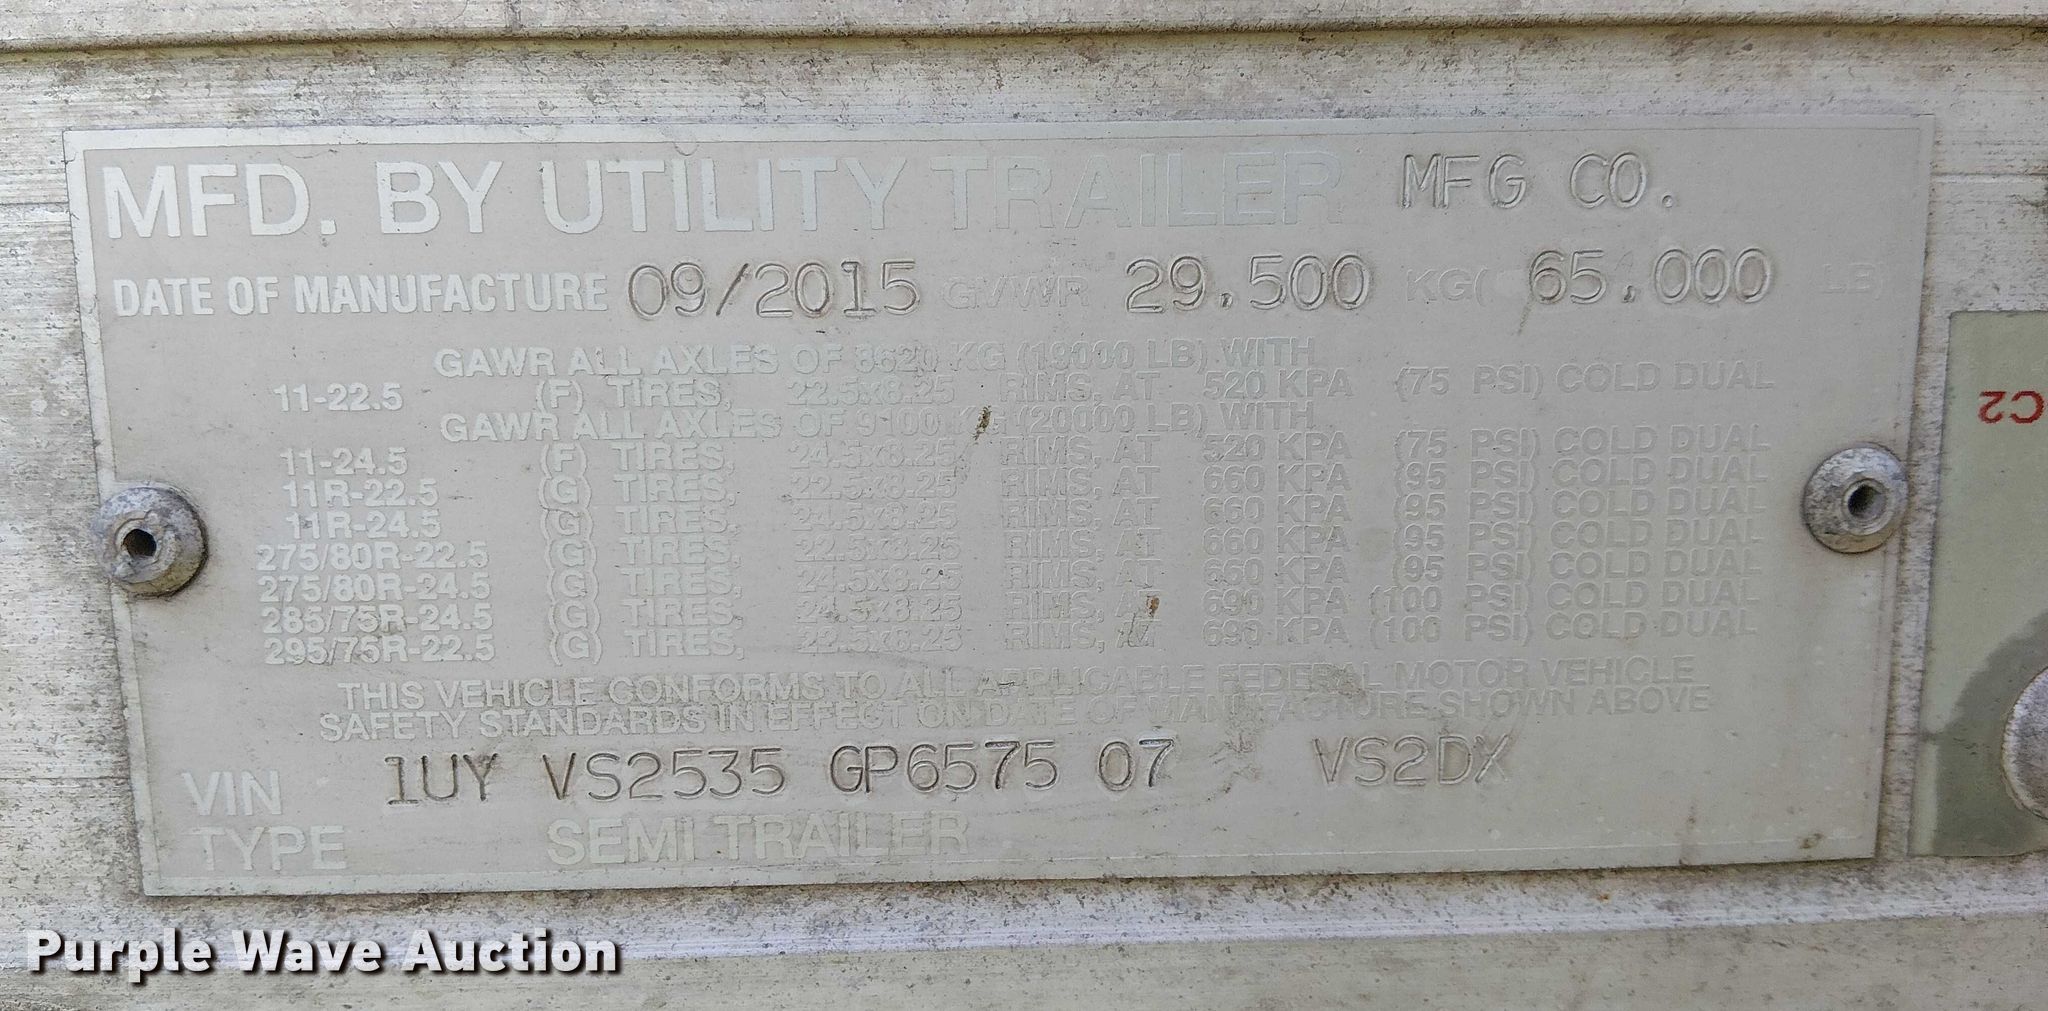 MFD. BY UTILITY TRAILER MFG CO.
DATE OF MANUFACTURE 09/2015 GVWR 29.500 KG( 65,000 LB)
GAWR ALL AXLES OF 8620 KG (19000 LB) WITH
11-22.5 (F) TIRES, 22.5x8.25 RIMS, AT 520 KPA (75 PSI) COLD DUAL
GAWR ALL AXLES OF 9100 KG (20000 LB) WITH
11-24.5 (F) TIRES, 24.5x8.25 RIMS, AT 520 KPA (75 PSI) COLD DUAL
11R-22.5 (G) TIRES, 22.5x8.25 RIMS, AT 660 KPA (95 PSI) COLD DUAL
11R-24.5 (G) TIRES, 24.5x8.25 RIMS, AT 660 KPA (95 PSI) COLD DUAL
275/80R-22.5 (G) TIRES, 22.5x8.25 RIMS, AT 660 KPA (95 PSI) COLD DUAL
275/80R-24.5 (G) TIRES, 24.5x8.25 RIMS, AT 660 KPA (95 PSI) COLD DUAL
285/75R-24.5 (G) TIRES, 24.5x8.25 RIMS, AT 690 KPA (100 PSI) COLD DUAL
295/75R-22.5 (G) TIRES, 22.5x8.25 RIMS, AT 690 KPA (100 PSI) COLD DUAL
THIS VEHICLE CONFORMS TO ALL APPLICABLE FEDERAL MOTOR VEHICLE
SAFETY STANDARDS IN EFFECT ON DATE OF MANUFACTURE SHOWN ABOVE
VIN 1UY VS2535 GP6575 07 VS2DX
TYPE SEMI TRAILER
C2
Purple Wave Auction